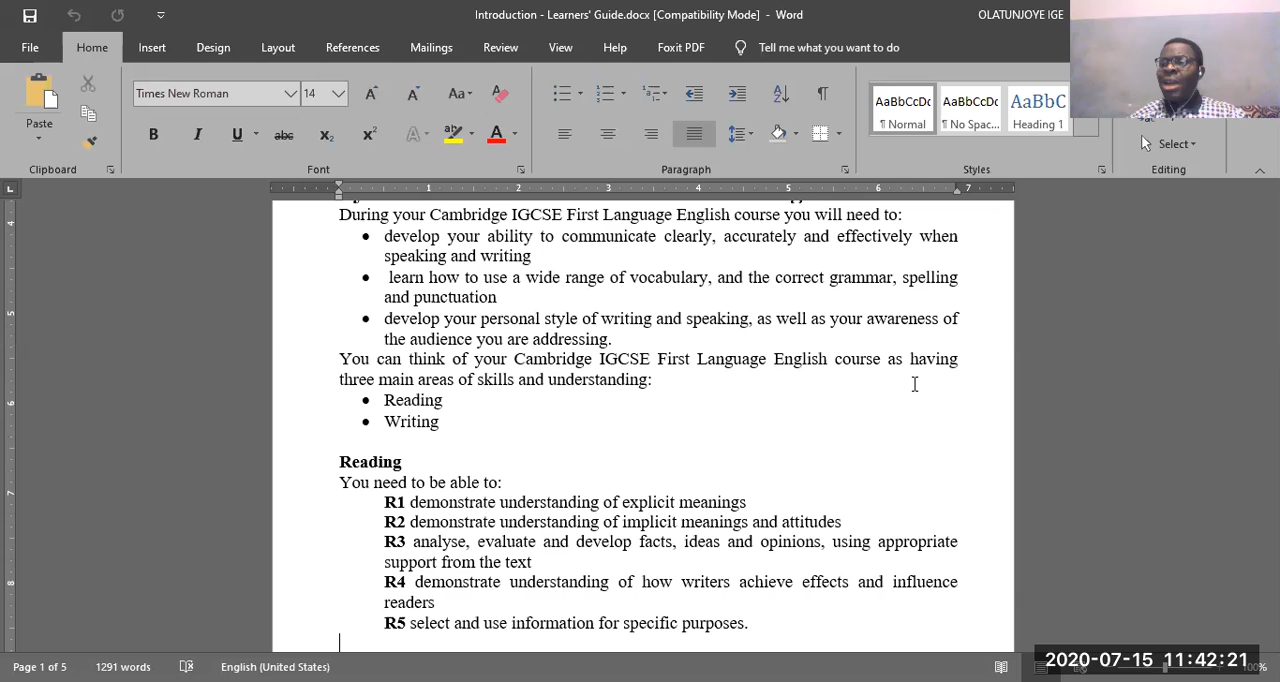 Introduction - Learners' Guide.docx [Compatibility Mode] - Word
OLATUNJOYE IGE
File Home Insert Design Layout References Mailings Review View Help Foxit PDF Tell me what you want to do
Times New Roman 14
Paste
Clipboard
Font
Paragraph
AaBbCcDc AaBbCcDc AaBbC
¶ Normal ¶ No Spac... Heading 1
Styles
Select
Editing
1 2 3 4 5 6 7
During your Cambridge IGCSE First Language English course you will need to:
• develop your ability to communicate clearly, accurately and effectively when
speaking and writing
• learn how to use a wide range of vocabulary, and the correct grammar, spelling
and punctuation
• develop your personal style of writing and speaking, as well as your awareness of
the audience you are addressing.
You can think of your Cambridge IGCSE First Language English course as having
three main areas of skills and understanding:
• Reading
• Writing
Reading
You need to be able to:
R1 demonstrate understanding of explicit meanings
R2 demonstrate understanding of implicit meanings and attitudes
R3 analyse, evaluate and develop facts, ideas and opinions, using appropriate
support from the text
R4 demonstrate understanding of how writers achieve effects and influence
readers
R5 select and use information for specific purposes.
Page 1 of 5 1291 words English (United States)
2020-07-15 11:42:21